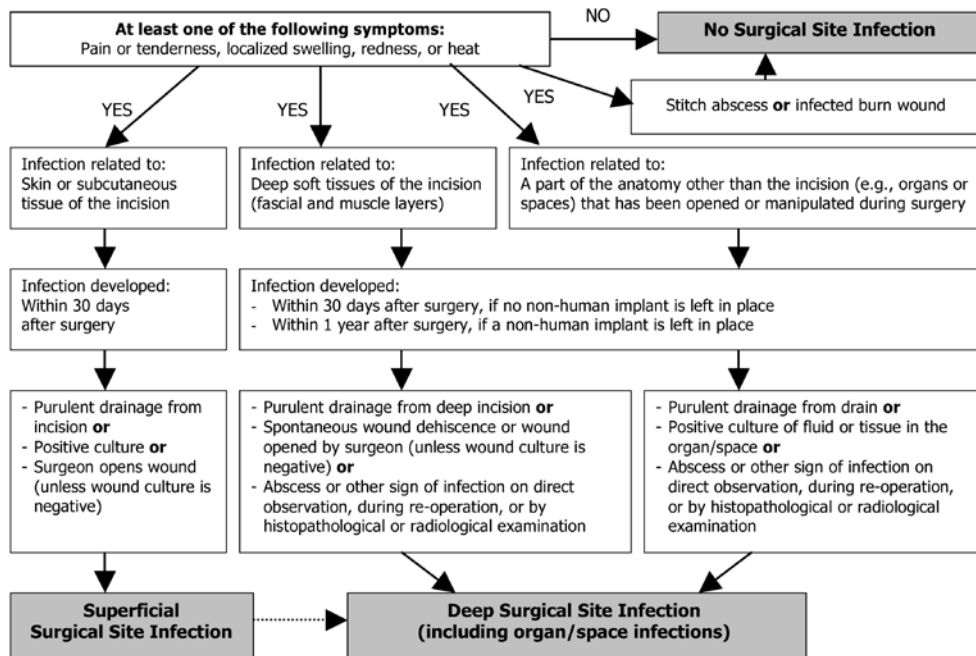 At least one of the following symptoms:
Pain or tenderness, localized swelling, redness, or heat
NO
No Surgical Site Infection
YES
YES
YES
YES
Stitch abscess or infected burn wound
Infection related to:
Skin or subcutaneous
tissue of the incision
Infection related to:
Deep soft tissues of the incision
(fascial and muscle layers)
Infection related to:
A part of the anatomy other than the incision (e.g., organs or
spaces) that has been opened or manipulated during surgery
Infection developed:
Within 30 days
after surgery
Infection developed:
- Within 30 days after surgery, if no non-human implant is left in place
- Within 1 year after surgery, if a non-human implant is left in place
- Purulent drainage from
incision or
- Positive culture or
- Surgeon opens wound
(unless wound culture is
negative)
- Purulent drainage from deep incision or
- Spontaneous wound dehiscence or wound
opened by surgeon (unless wound culture is
negative) or
- Abscess or other sign of infection on direct
observation, during re-operation, or by
histopathological or radiological examination
- Purulent drainage from drain or
- Positive culture of fluid or tissue in the
organ/space or
- Abscess or other sign of infection on
direct observation, during re-operation,
or by histopathological or radiological
examination
Superficial
Surgical Site Infection
Deep Surgical Site Infection
(including organ/space infections)